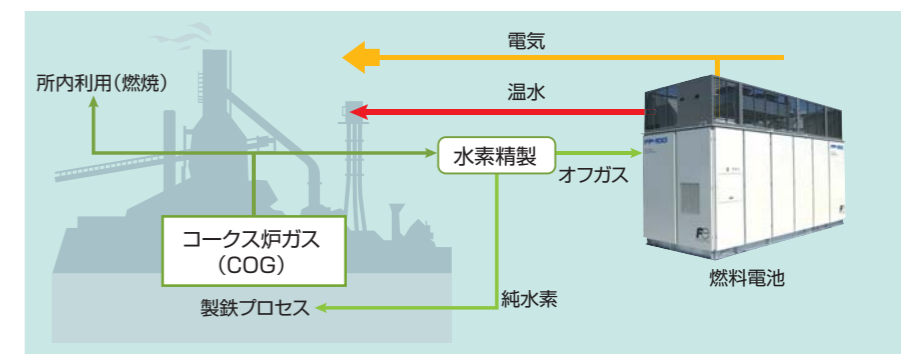 電気
所内利用（燃焼）
温水
水素精製
オフガス
コークス炉ガス
（COG）
燃料電池
純水素
製鉄プロセス